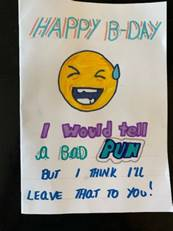 HAPPY B-DAY
I Would tell
a BaD PUN
BUT I THINK I'LL
LEAVE THAT TO YOU!